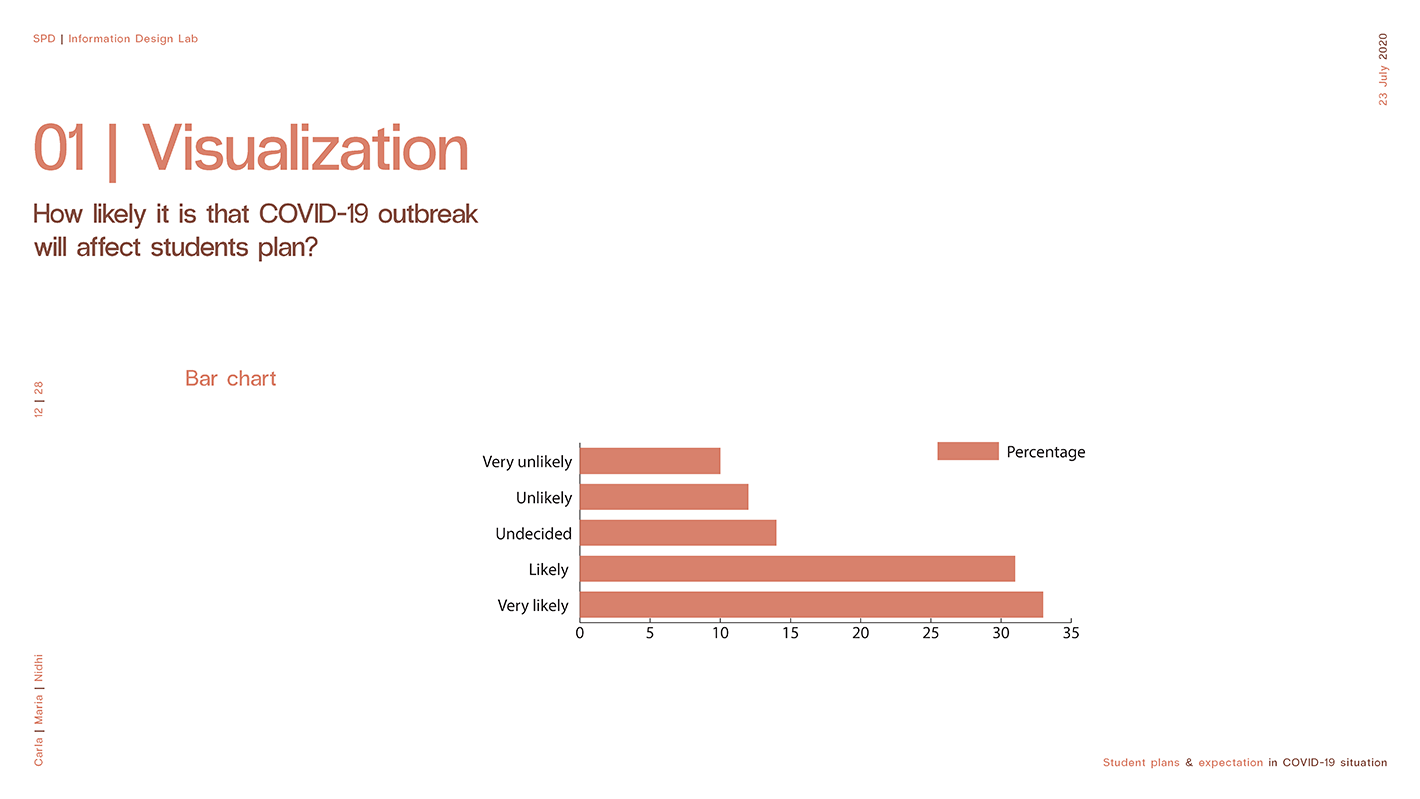 SPD | Information Design Lab
23 July 2020
01 | Visualization
How likely it is that COVID-19 outbreak
will affect students plan?
Bar chart
12 | 28
Percentage
Very unlikely
Unlikely
Undecided
Likely
Very likely
0 5 10 15 20 25 30 35
Carla | Maria | Nidhi
Student plans & expectation in COVID-19 situation